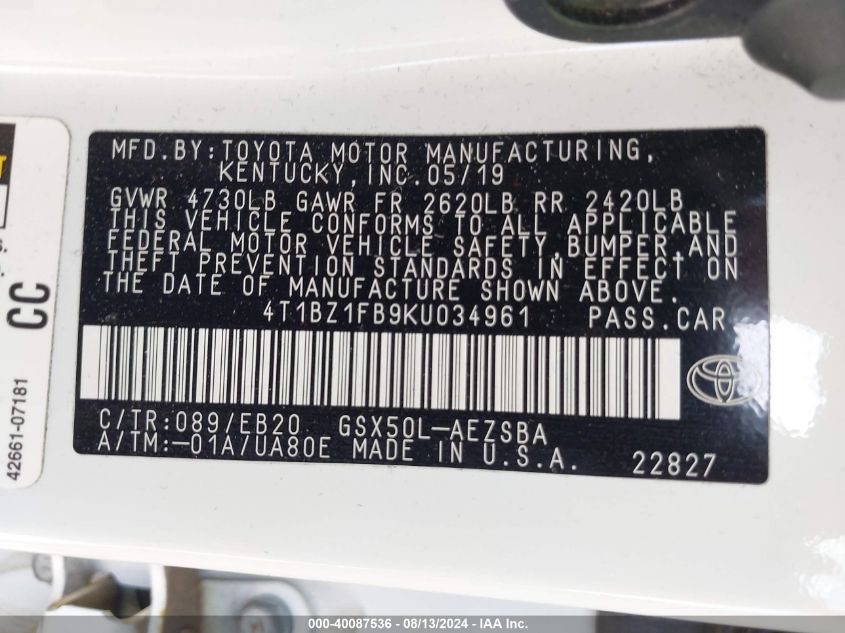 MFD.BY:TOYOTA MOTOR MANUFACTURING,
KENTUCKY,INC.05/19
GVWR 4730LB GAWR FR 2620LB RR 2420LB
THIS VEHICLE CONFORMS TO ALL APPLICABLE
FEDERAL MOTOR VEHICLE SAFETY,BUMPER,AND
THEFT PREVENTION STANDARDS IN EFFECT ON
THE DATE OF MANUFACTURE SHOWN ABOVE.
4T1BZ1FB9KU034961 PASS.CAR
C/TR:089/EB20 GSX50L-AEZSBA
A/TM:-01A/UA80E MADE IN U.S.A. 22827
CC
42661-07181
000-40087536 - 08/13/2024 - IAA Inc.